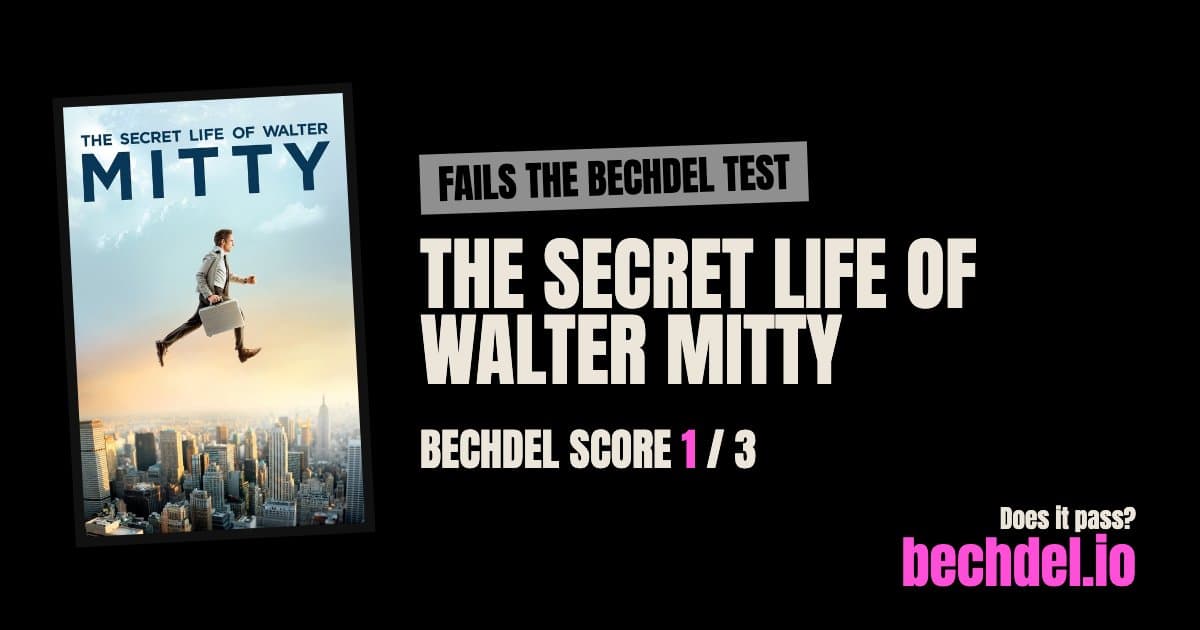 THE SECRET LIFE OF WALTER
MITTY
FAILS THE BECHDEL TEST
THE SECRET LIFE OF
WALTER MITTY
BECHDEL SCORE 1 / 3
Does it pass?
bechdel.io